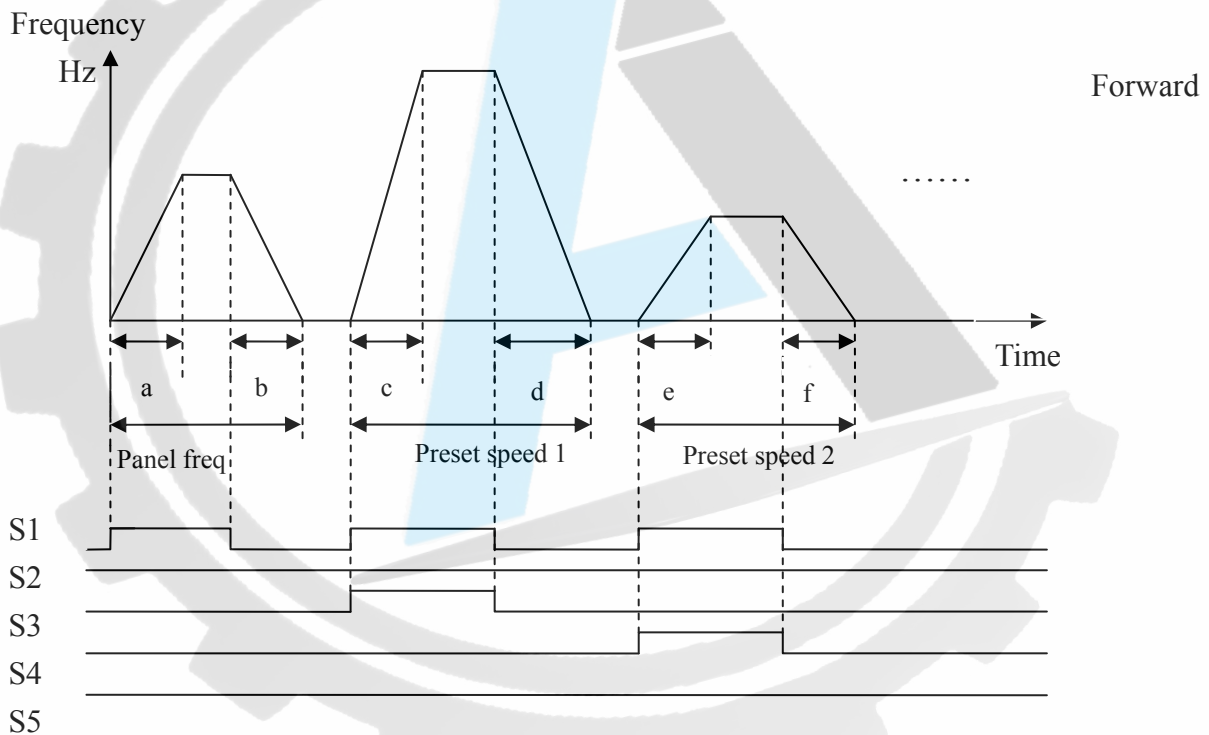 Frequency
Hz
Forward
......
Time
a b c d e f
Panel freq Preset speed 1 Preset speed 2
S1
S2
S3
S4
S5